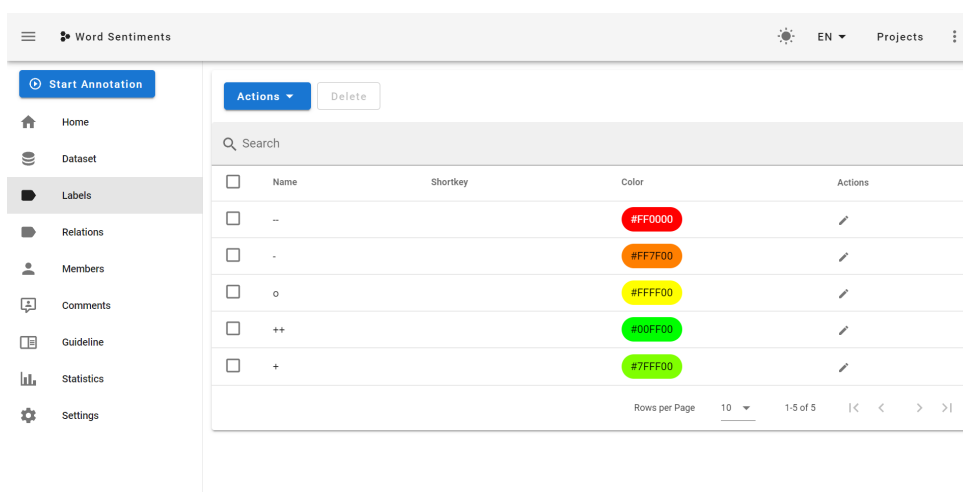 Word Sentiments
EN
Projects
Start Annotation
Home
Dataset
Labels
Relations
Members
Comments
Guideline
Statistics
Settings
Actions
Delete
Search
Name Shortkey Color Actions
-- #FF0000
- #FF7F00
o #FFFF00
++ #00FF00
+ #7FFF00
Rows per Page 10 1-5 of 5